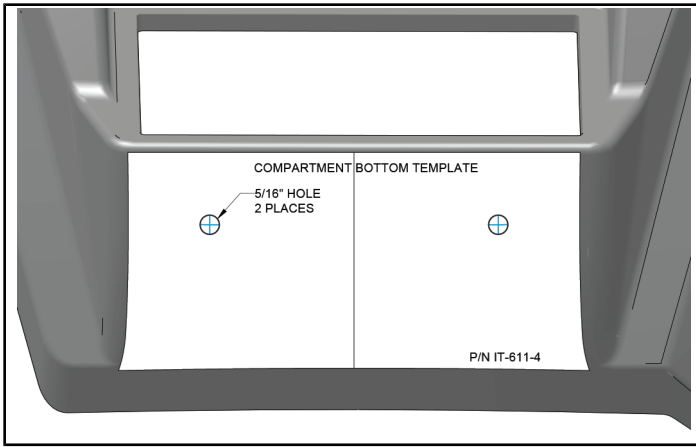 COMPARTMENT BOTTOM TEMPLATE
5/16" HOLE
2 PLACES
P/N IT-611-4